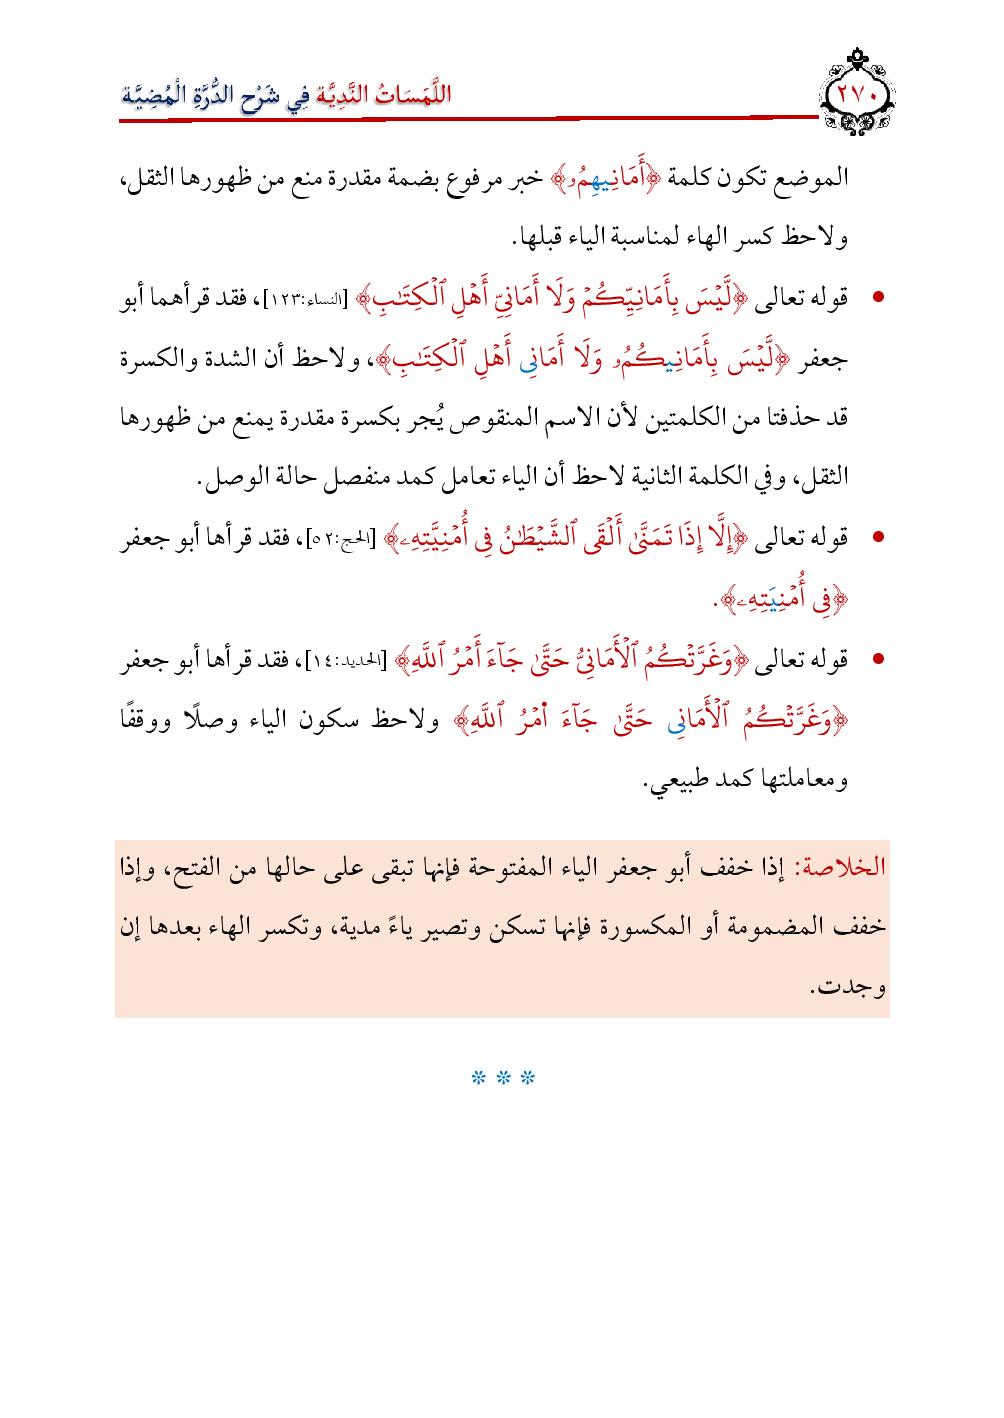 ٢٧٠
اللَّمَسَاتُ النَّدِيَّة فِي شَرْح الدُّرَّةِ الْمُضِيَّة
الموضع تكون كلمة ﴿أَمَانِيهِمُۥ﴾ خبر مرفوع بضمة مقدرة منع من ظهورها الثقل،
ولاحظ كسر الهاء لمناسبة الياء قبلها.
• قوله تعالى ﴿لَّيۡسَ بِأَمَانِيِّكُمۡ وَلَا أَمَانِيِّ أَهۡلِ ٱلۡكِتَٰبِ﴾ [النساء:١٢٣]، فقد قرأهما أبو
جعفر ﴿لَّيۡسَ بِأَمَانِيكُمُۥ وَلَا أَمَانِى أَهۡلِ ٱلۡكِتَٰبِ﴾، ولاحظ أن الشدة والكسرة
قد حذفتا من الكلمتين لأن الاسم المنقوص يُجر بكسرة مقدرة يمنع من ظهورها
الثقل، وفي الكلمة الثانية لاحظ أن الياء تعامل كمد منفصل حالة الوصل.
• قوله تعالى ﴿إِلَّا إِذَا تَمَنَّىٰ أَلۡقَى ٱلشَّيۡطَٰنُ فِى أُمۡنِيَّتِهِۦ﴾ [الحج:٥٢]، فقد قرأها أبو جعفر
﴿فِى أُمۡنِيَتِهِۦ﴾.
• قوله تعالى ﴿وَغَرَّتۡكُمُ ٱلۡأَمَانِىُّ حَتَّىٰ جَآءَ أَمۡرُ ٱللَّهِ﴾ [الحديد:١٤]، فقد قرأها أبو جعفر
﴿وَغَرَّتۡكُمُ ٱلۡأَمَانِى حَتَّىٰ جَآءَ امۡرُ ٱللَّهِ﴾ ولاحظ سكون الياء وصلًا ووقفًا
ومعاملتها كمد طبيعي.
الخلاصة: إذا خفف أبو جعفر الياء المفتوحة فإنها تبقى على حالها من الفتح، وإذا
خفف المضمومة أو المكسورة فإنها تسكن وتصير ياءً مدية، وتكسر الهاء بعدها إن
وجدت.
* * *